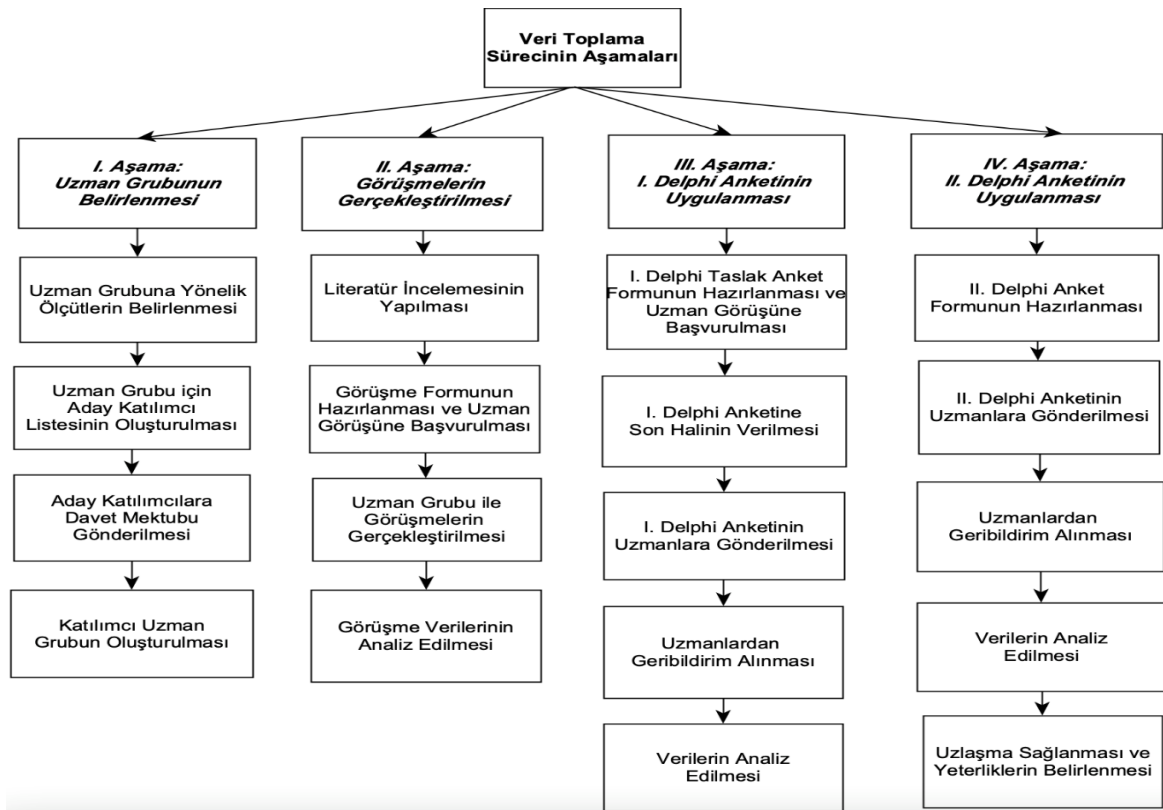 Veri Toplama
Sürecinin Aşamaları
I. Aşama:
Uzman Grubunun
Belirlenmesi
Uzman Grubuna Yönelik
Ölçütlerin Belirlenmesi
Uzman Grubu için
Aday Katılımcı
Listesinin Oluşturulması
Aday Katılımcılara
Davet Mektubu
Gönderilmesi
Katılımcı Uzman
Grubun Oluşturulması
II. Aşama:
Görüşmelerin
Gerçekleştirilmesi
Literatür İncelemesinin
Yapılması
Görüşme Formunun
Hazırlanması ve Uzman
Görüşüne Başvurulması
Uzman Grubu ile
Görüşmelerin
Gerçekleştirilmesi
Görüşme Verilerinin
Analiz Edilmesi
III. Aşama:
I. Delphi Anketinin
Uygulanması
I. Delphi Taslak Anket
Formunun Hazırlanması ve
Uzman Görüşüne
Başvurulması
I. Delphi Anketine
Son Halinin Verilmesi
I. Delphi Anketinin
Uzmanlara Gönderilmesi
Uzmanlardan
Geribildirim Alınması
Verilerin Analiz
Edilmesi
IV. Aşama:
II. Delphi Anketinin
Uygulanması
II. Delphi Anket
Formunun Hazırlanması
II. Delphi Anketinin
Uzmanlara Gönderilmesi
Uzmanlardan
Geribildirim Alınması
Verilerin Analiz
Edilmesi
Uzlaşma Sağlanması ve
Yeterliklerin Belirlenmesi